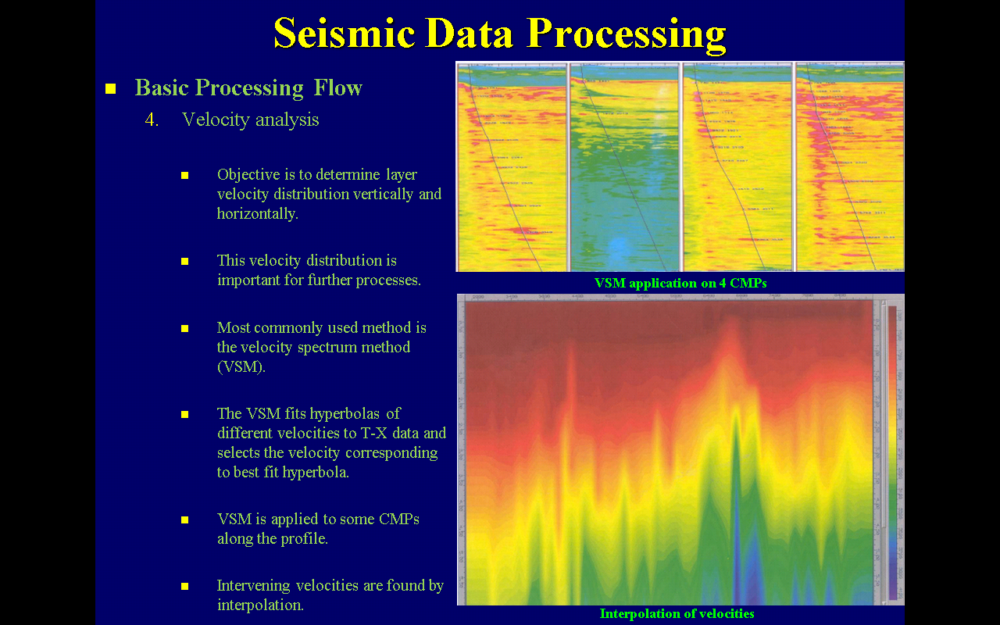 Seismic Data Processing
Basic Processing Flow
4. Velocity analysis
Objective is to determine layer
velocity distribution vertically and
horizontally.
This velocity distribution is
important for further processes.
Most commonly used method is
the velocity spectrum method
(VSM).
The VSM fits hyperbolas of
different velocities to T-X data and
selects the velocity corresponding
to best fit hyperbola.
VSM is applied to some CMPs
along the profile.
Intervening velocities are found by
interpolation.
VSM application on 4 CMPs
Interpolation of velocities